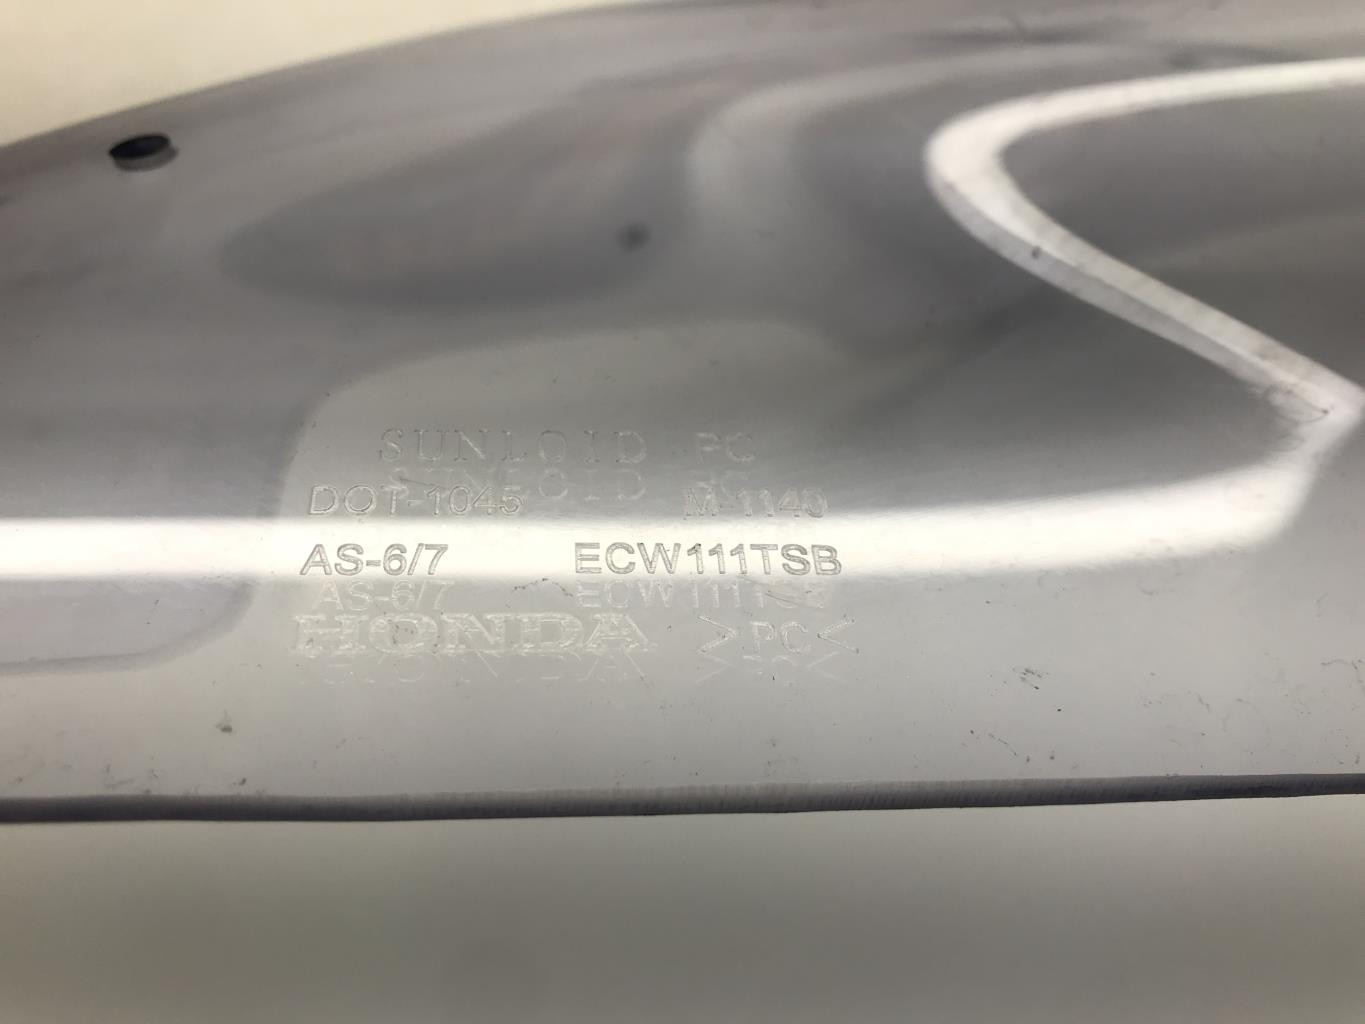 SUNLOID PC
DOT-1045 M-1140
AS-6/7 ECW111TSB
HONDA >PC<